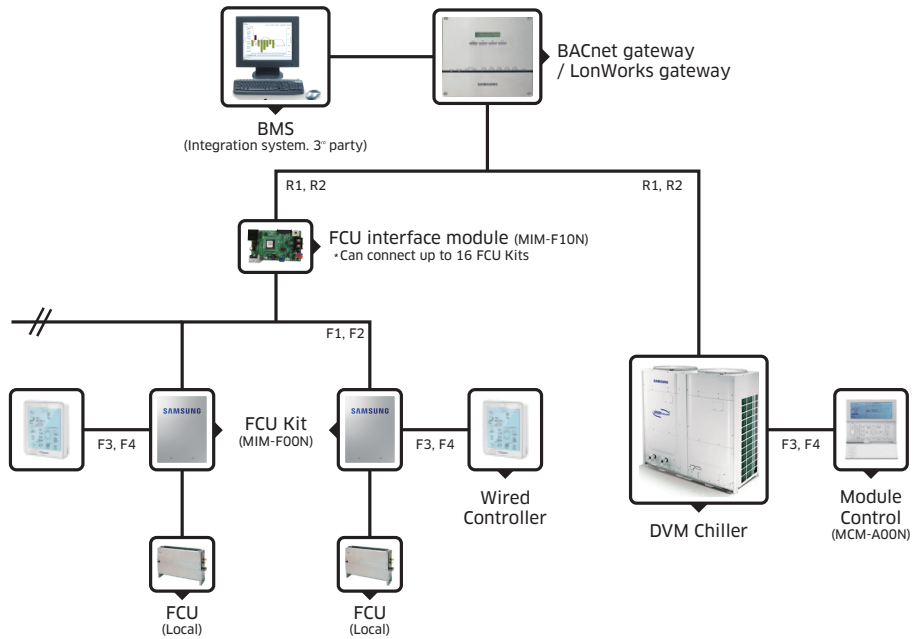 SAMSUNG
BACnet gateway
/ LonWorks gateway
BMS
(Integration system. 3rd party)
R1, R2
R1, R2
FCU interface module (MIM-F10N)
*Can connect up to 16 FCU Kits
F1, F2
SAMSUNG
SAMSUNG
SAMSUNG
F3, F4
FCU Kit
(MIM-F00N)
F3, F4
F3, F4
Wired
Controller
DVM Chiller
Module
Control
(MCM-A00N)
FCU
(Local)
FCU
(Local)